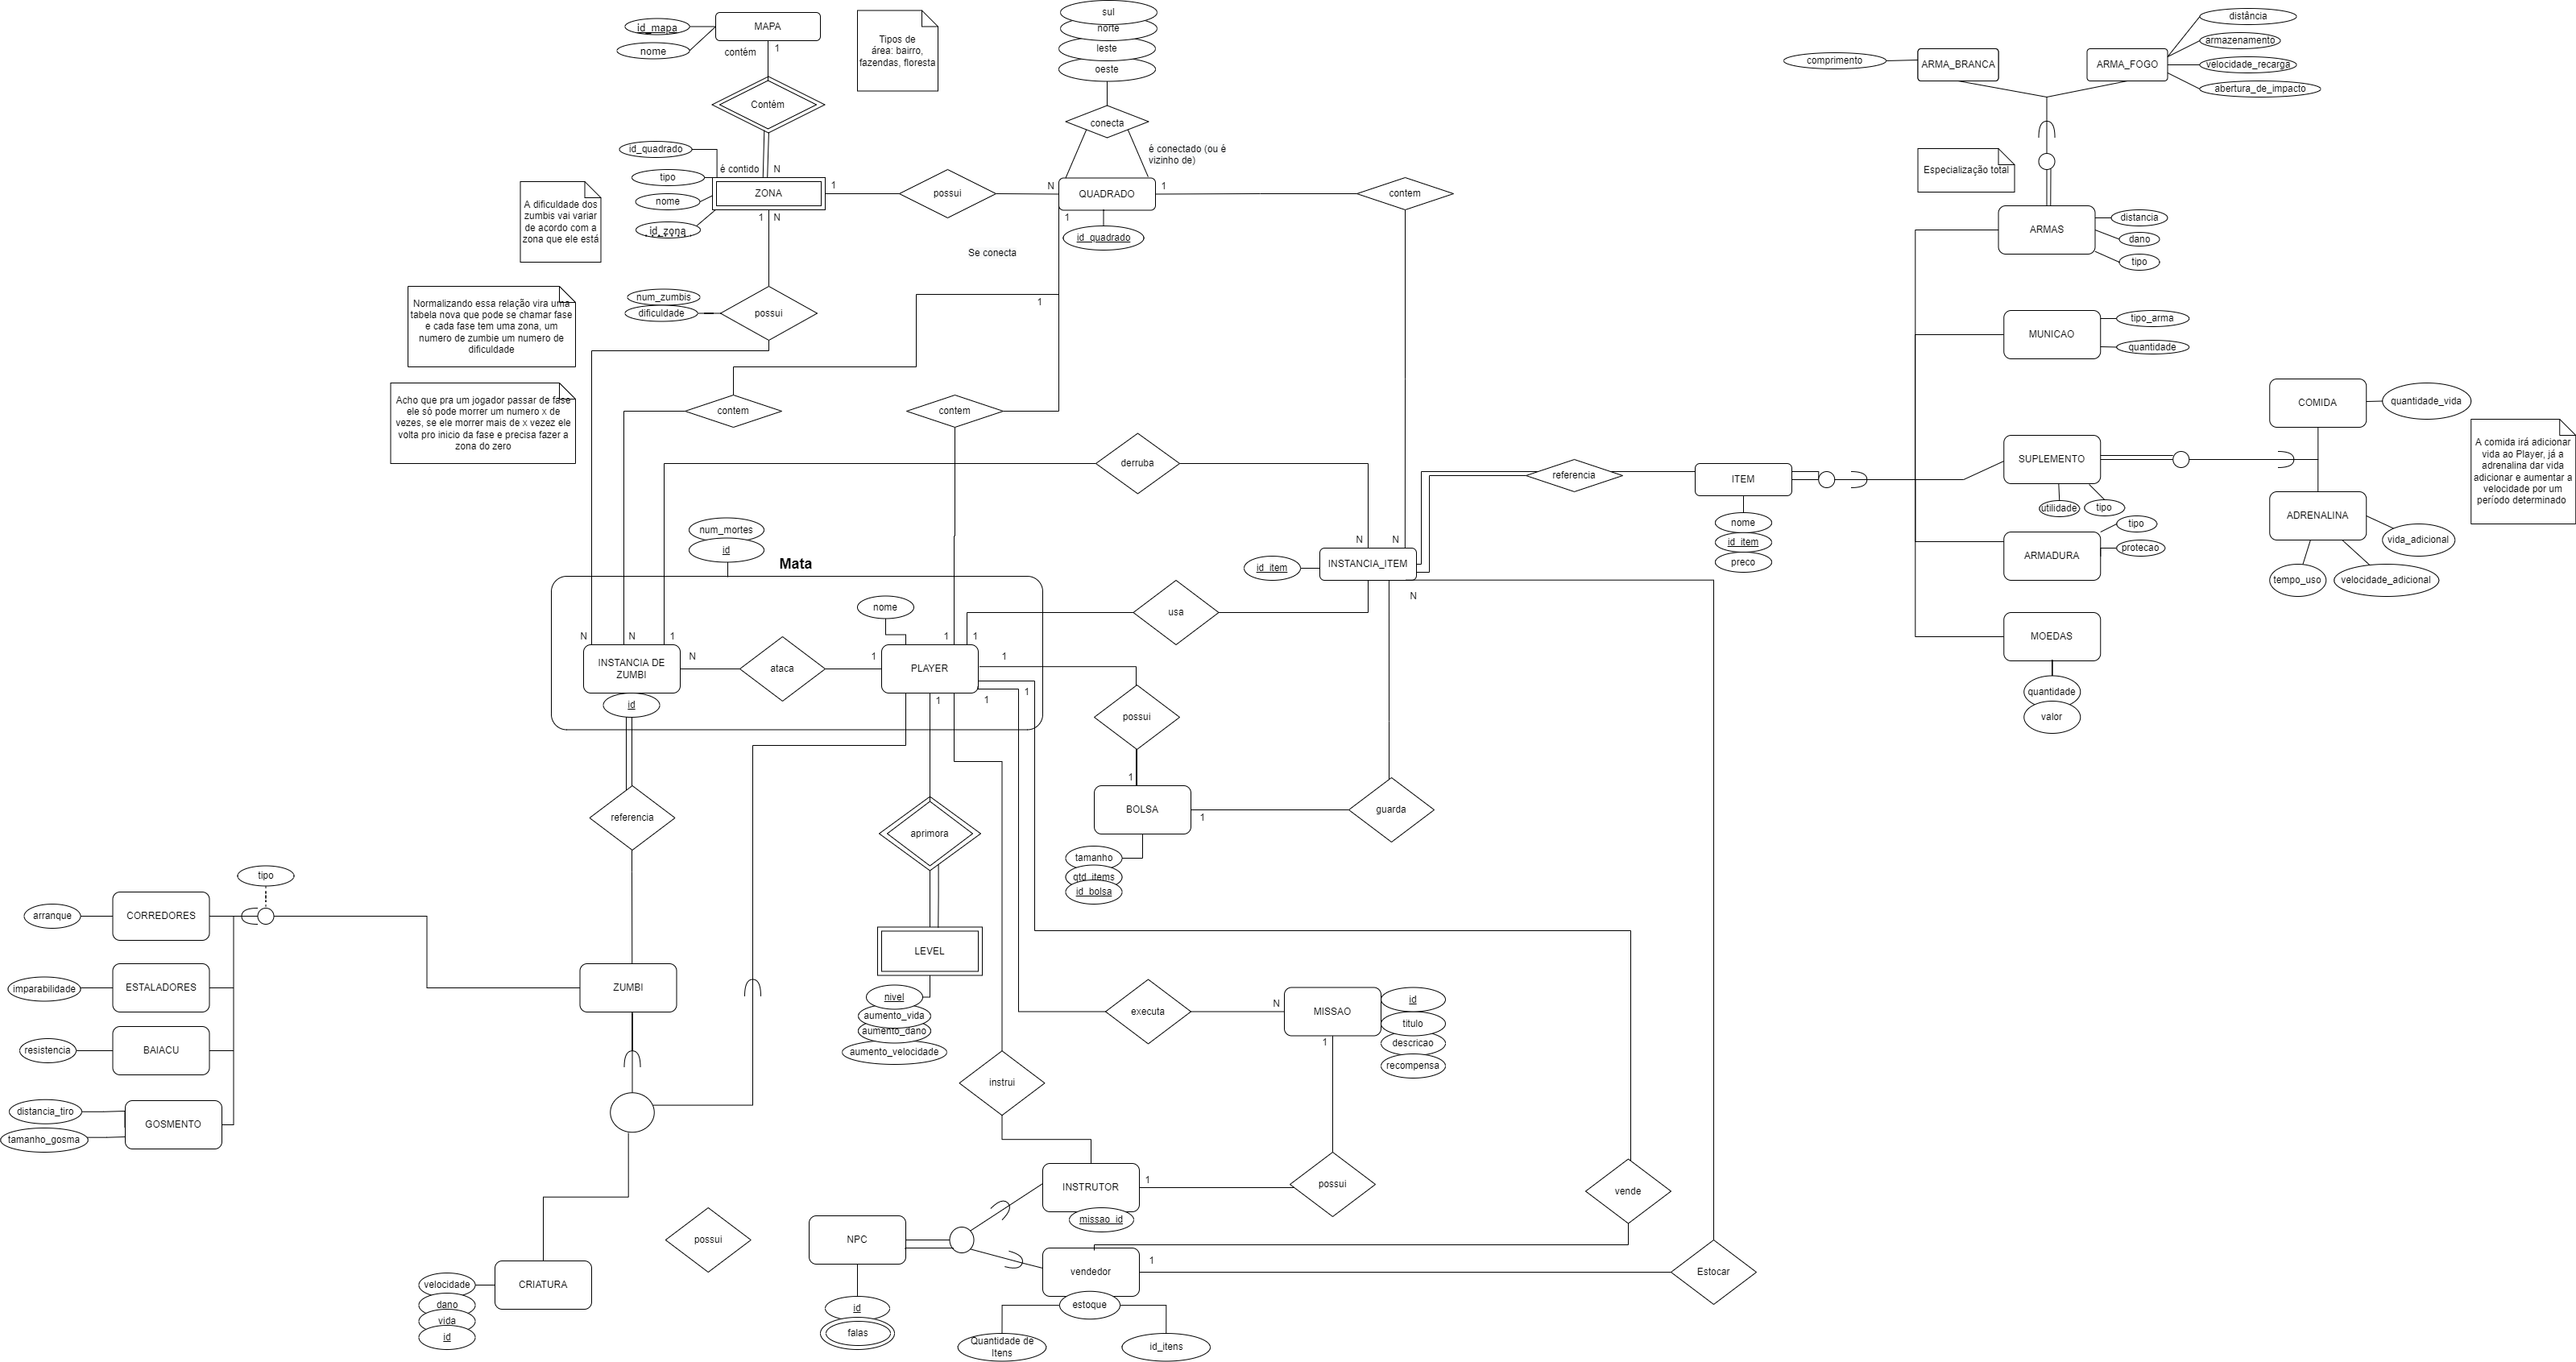 id_mapa
nome
MAPA
contém
1
Contém
Tipos de
área: bairro,
fazendas, floresta
sul
norte
leste
oeste
conecta
é conectado (ou é
vizinho de)
distância
armazenamento
velocidade_recarga
abertura_de_impacto
comprimento
ARMA_BRANCA
ARMA_FOGO
id_quadrado
é contido
N
tipo
nome
id_zona
ZONA
1
possui
N
QUADRADO
1
contem
1
N
1
id_quadrado
Se conecta
A dificuldade dos
zumbis vai variar
de acordo com a
zona que ele está
Especialização total
ARMAS
distancia
dano
tipo
Normalizando essa relação vira uma
tabela nova que pode se chamar fase
e cada fase tem uma zona, um
numero de zumbie um numero de
dificuldade
num_zumbis
dificuldade
possui
1
MUNICAO
tipo_arma
quantidade
Acho que pra um jogador passar de fase
ele só pode morrer um numero x de
vezes, se ele morrer mais de x vezez ele
volta pro inicio da fase e precisa fazer a
zona do zero
contem
contem
COMIDA
quantidade_vida
A comida irá adicionar
vida ao Player, já a
adrenalina dar vida
adicionar e aumentar a
velocidade por um
período determinado
derruba
referencia
ITEM
SUPLEMENTO
utilidade
tipo
nome
id_item
preco
ADRENALINA
vida_adicional
tempo_uso
velocidade_adicional
tipo
protecao
ARMADURA
num_mortes
id
Mata
N
N
id_item
INSTANCIA_ITEM
N
nome
usa
MOEDAS
quantidade
valor
N
N
1
1
1
INSTANCIA DE
ZUMBI
id
N
ataca
1
PLAYER
1
1
1
1
possui
1
BOLSA
1
guarda
tamanho
qtd_items
id_bolsa
referencia
aprimora
tipo
arranque
CORREDORES
LEVEL
nivel
aumento_vida
aumento_dano
aumento_velocidade
imparabilidade
ESTALADORES
ZUMBI
executa
N
MISSAO
1
id
titulo
descricao
recompensa
resistencia
BAIACU
instrui
distancia_tiro
tamanho_gosma
GOSMENTO
INSTRUTOR
1
possui
missao_id
vende
possui
NPC
id
falas
vendedor
1
Estocar
estoque
Quantidade de
Itens
id_itens
CRIATURA
velocidade
dano
vida
id